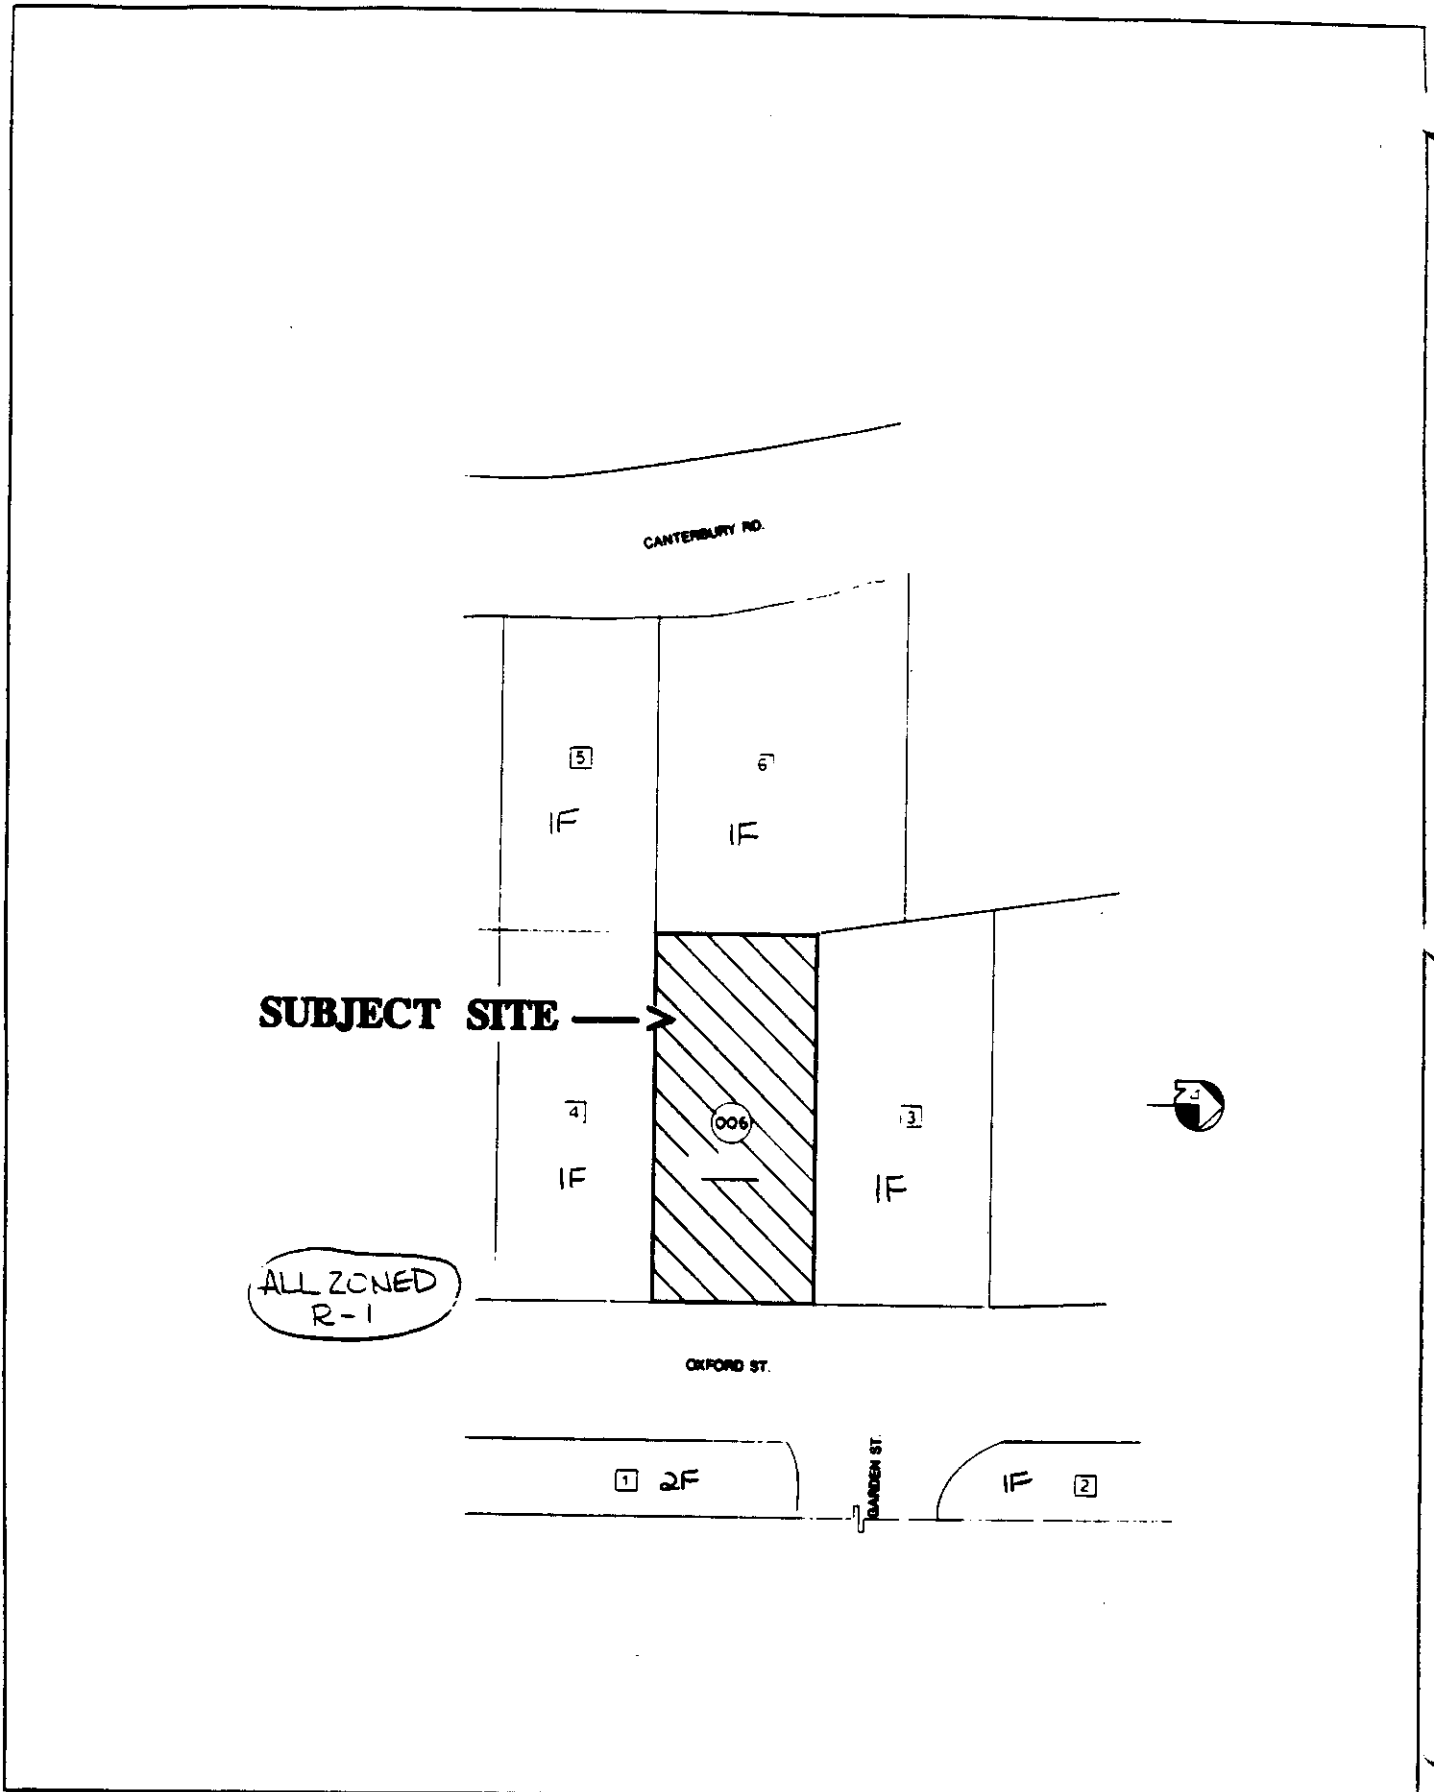 CANTERBURY RD.
5
6
1F
1F
SUBJECT SITE
4
006
3
1F
1F
ALL ZONED
R-1
OXFORD ST.
GARDEN ST.
1 2F
1F 2